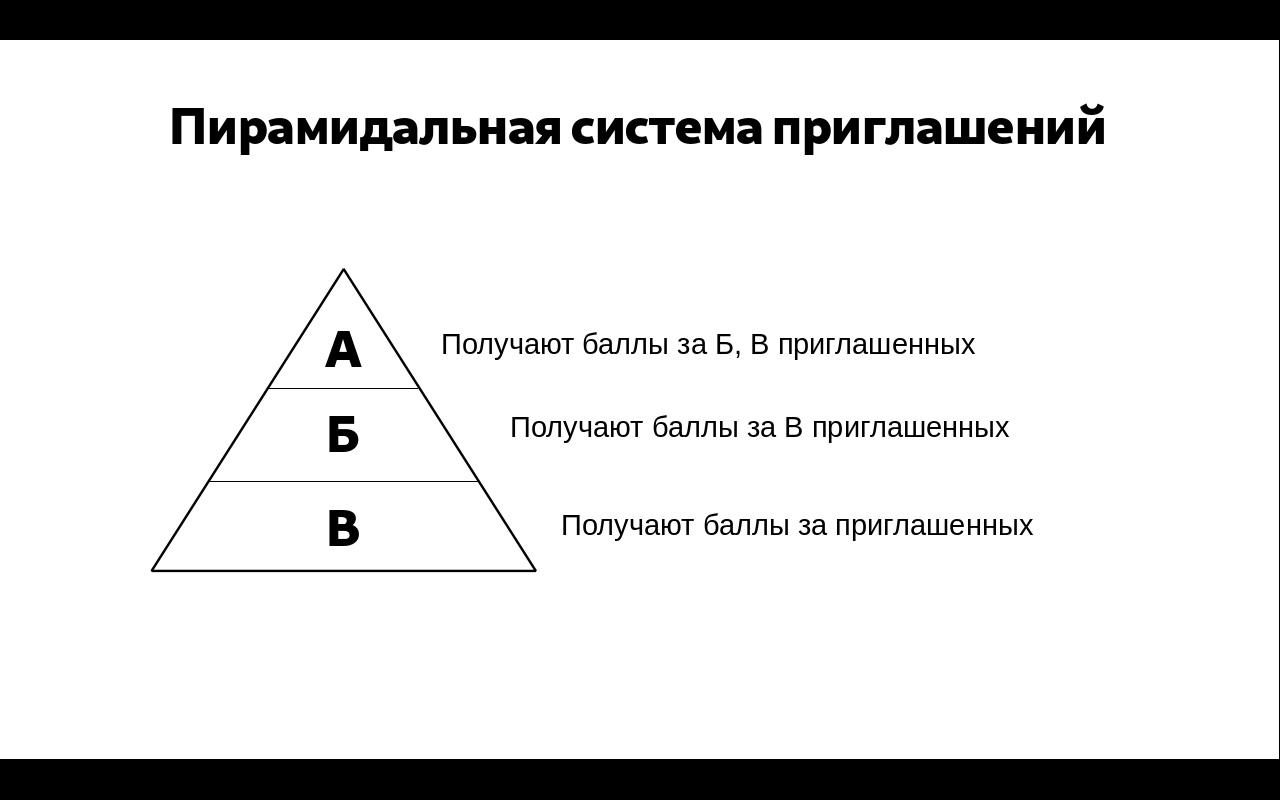 Пирамидальная система приглашений
А
Получают баллы за Б, В приглашенных
Б
Получают баллы за В приглашенных
В
Получают баллы за приглашенных